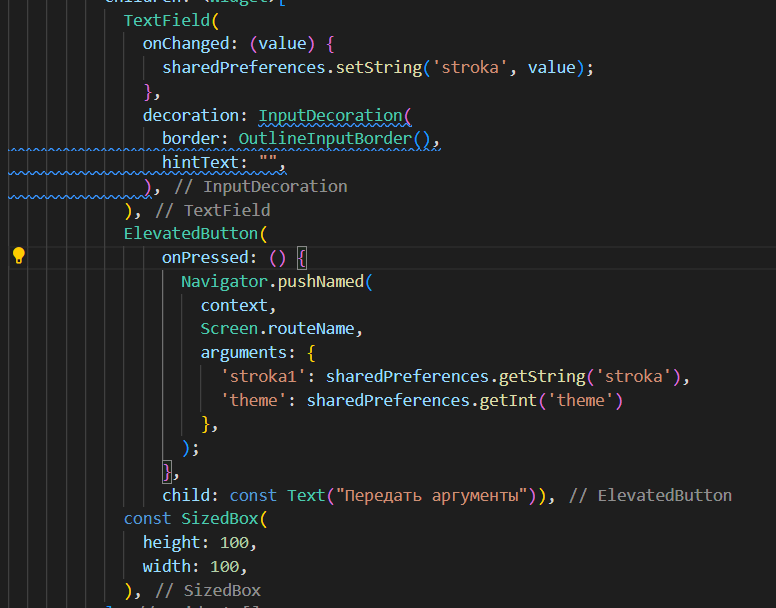 children: <Widget>[
TextField(
onChanged: (value) {
sharedPreferences.setString('stroka', value);
},
decoration: InputDecoration(
border: OutlineInputBorder(),
hintText: "",
), // InputDecoration
), // TextField
ElevatedButton(
onPressed: () {
Navigator.pushNamed(
context,
Screen.routeName,
arguments: {
'stroka1': sharedPreferences.getString('stroka'),
'theme': sharedPreferences.getInt('theme')
},
);
},
child: const Text("Передать аргументы")), // ElevatedButton
const SizedBox(
height: 100,
width: 100,
), // SizedBox